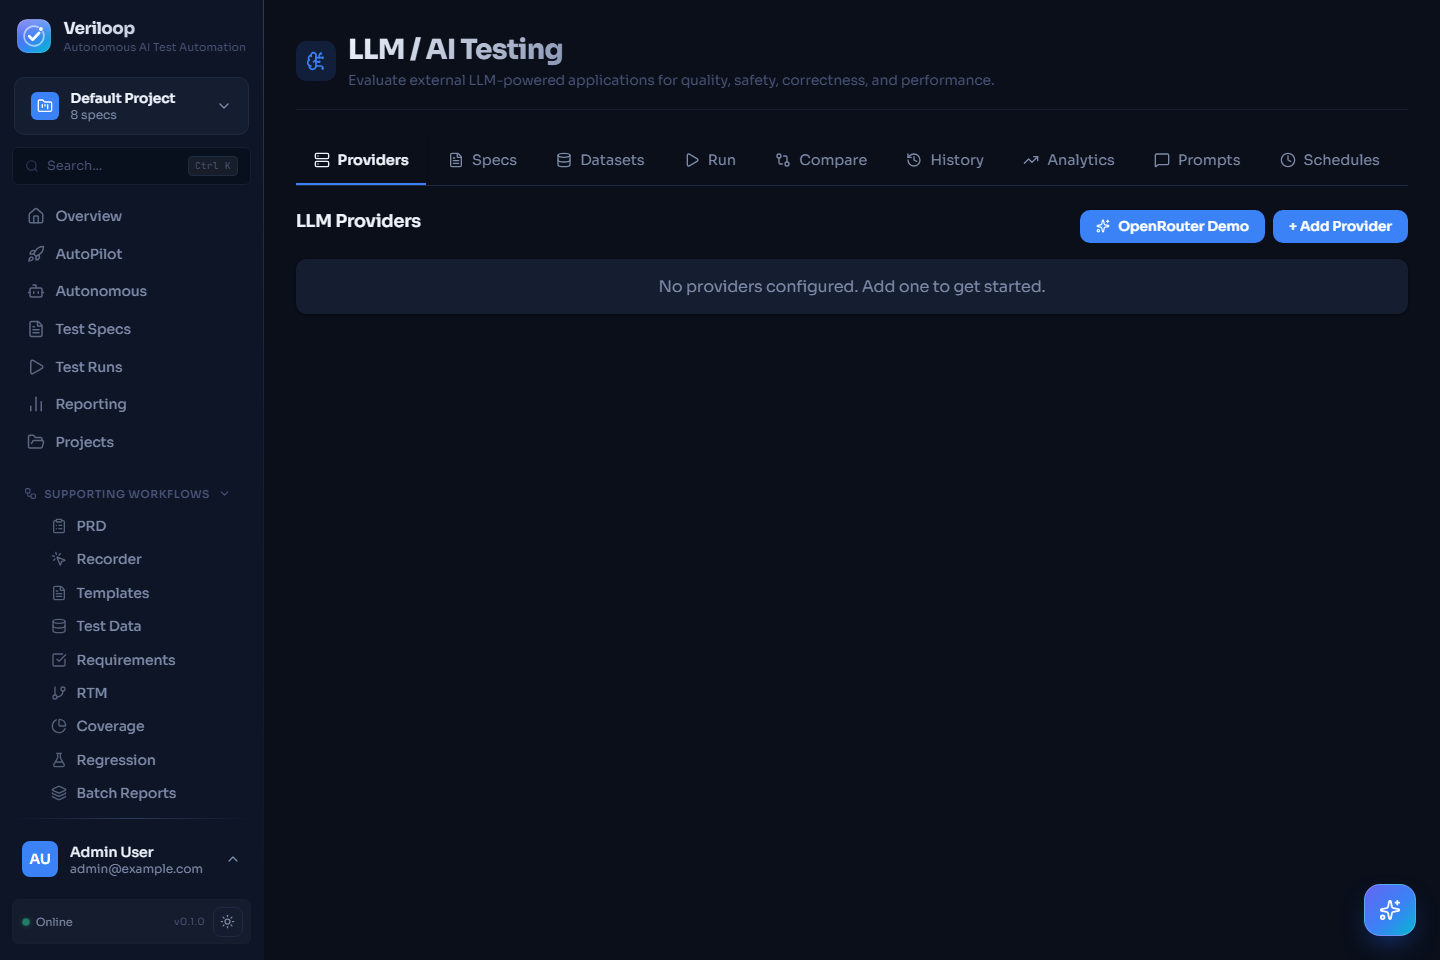 Veriloop
Autonomous AI Test Automation
Default Project
8 specs
Search...
Ctrl K
Overview
AutoPilot
Autonomous
Test Specs
Test Runs
Reporting
Projects
SUPPORTING WORKFLOWS
PRD
Recorder
Templates
Test Data
Requirements
RTM
Coverage
Regression
Batch Reports
AU
Admin User
admin@example.com
Online
v0.1.0
LLM / AI Testing
Evaluate external LLM-powered applications for quality, safety, correctness, and performance.
Providers
Specs
Datasets
Run
Compare
History
Analytics
Prompts
Schedules
LLM Providers
OpenRouter Demo
+ Add Provider
No providers configured. Add one to get started.